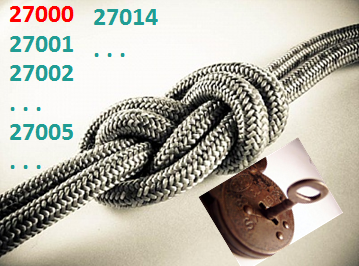 27000
27001
27002
. . .
27005
. . .
27014
. . .